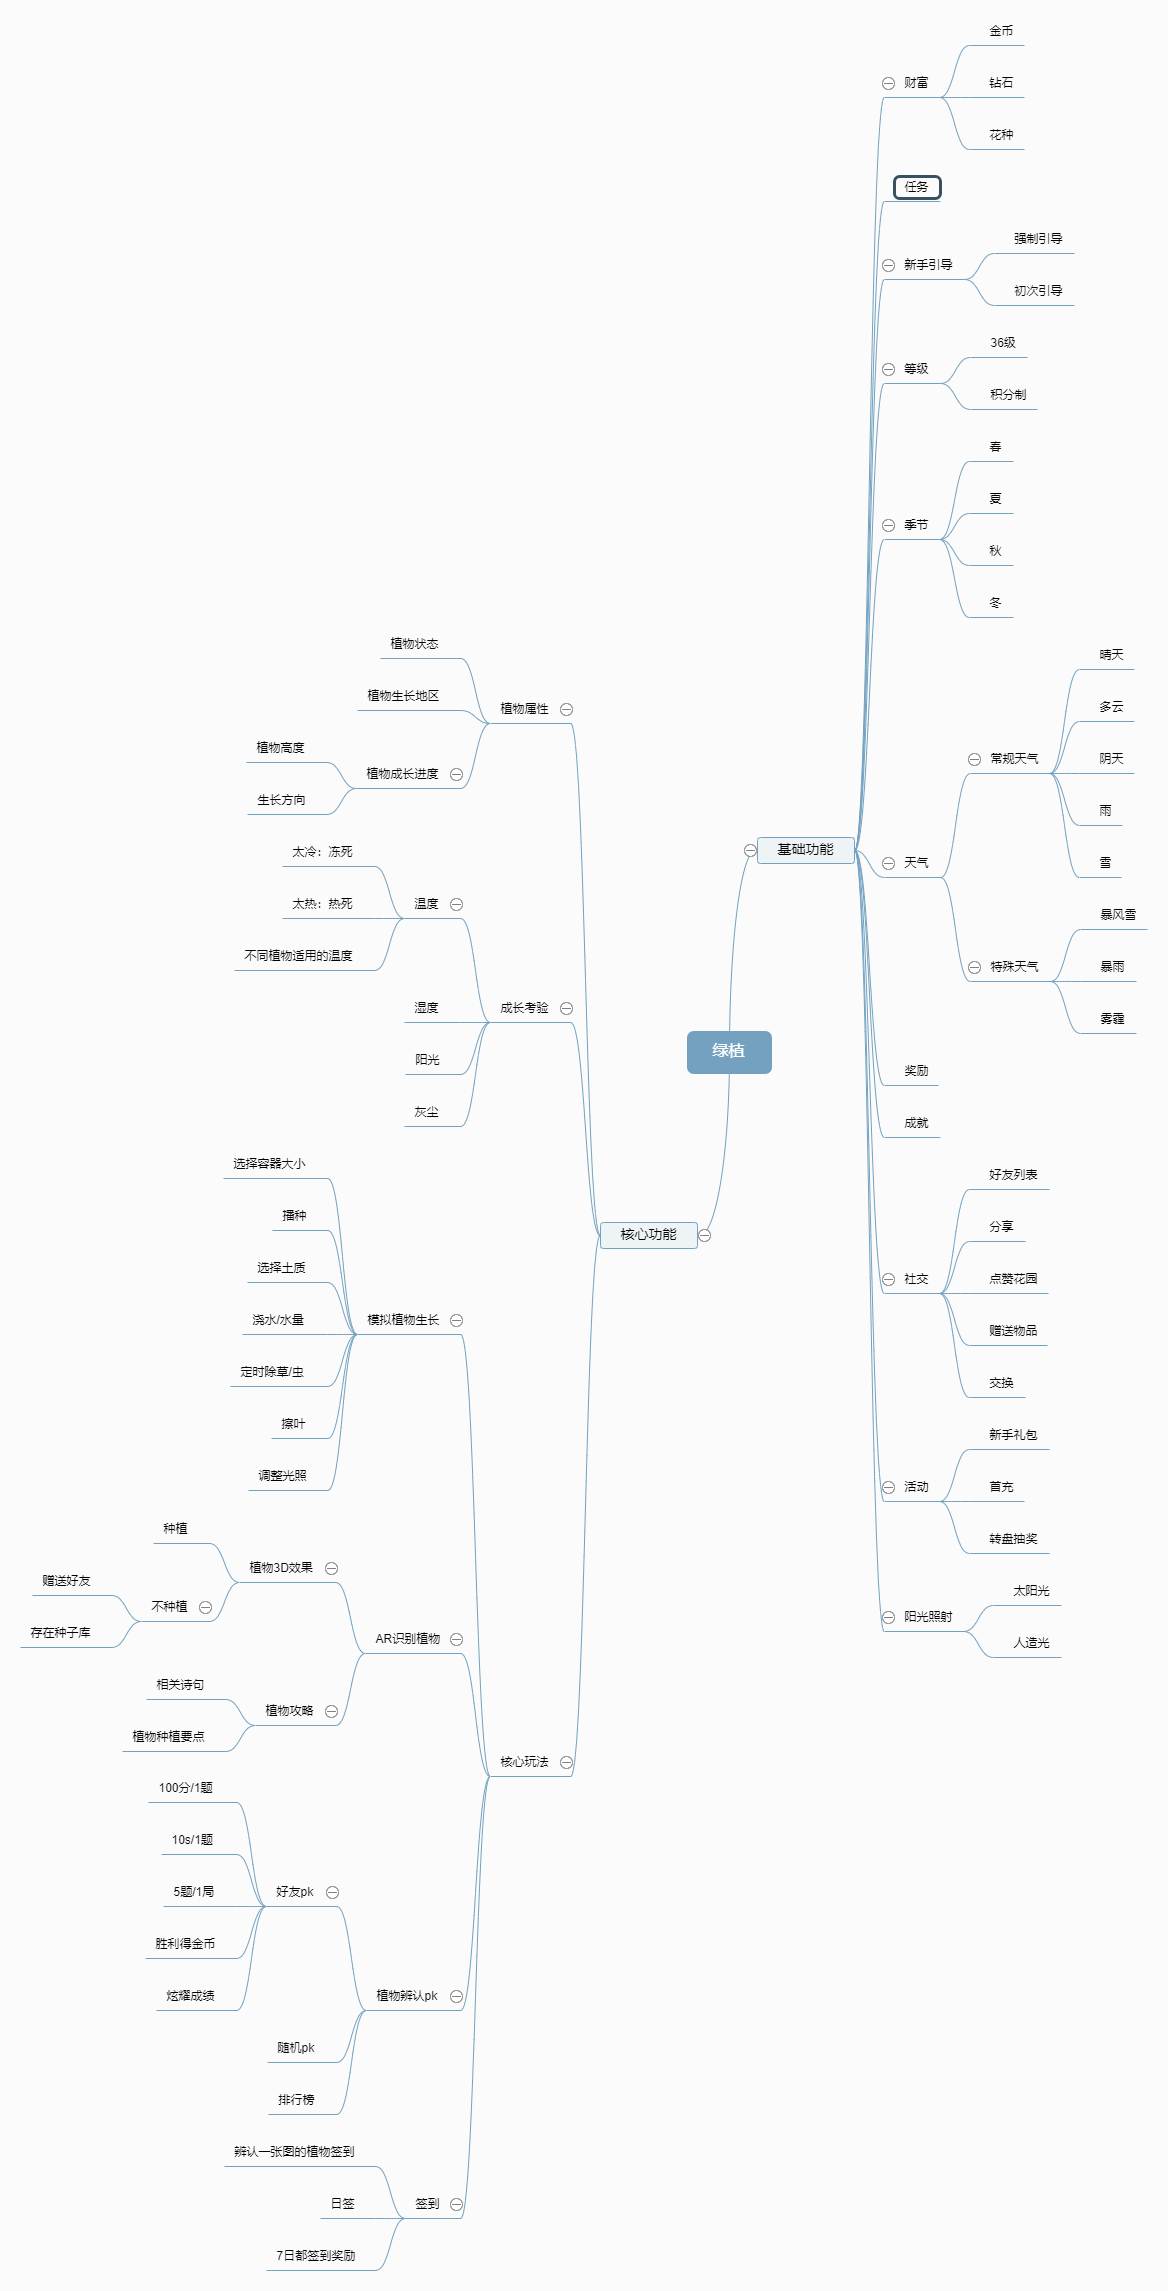 绿植
基础功能
财富
金币
钻石
花种
任务
新手引导
强制引导
初次引导
等级
36级
积分制
季节
春
夏
秋
冬
天气
常规天气
晴天
多云
阴天
雨
雪
特殊天气
暴风雪
暴雨
雾霾
奖励
成就
社交
好友列表
分享
点赞花园
赠送物品
交换
活动
新手礼包
首充
转盘抽奖
阳光照射
太阳光
人造光
核心功能
植物属性
植物状态
植物生长地区
植物成长进度
植物高度
生长方向
成长考验
温度
太冷：冻死
太热：热死
不同植物适用的温度
湿度
阳光
灰尘
核心玩法
模拟植物生长
选择容器大小
播种
选择土质
浇水/水量
定时除草/虫
擦叶
调整光照
AR识别植物
植物3D效果
种植
不种植
赠送好友
存在种子库
植物攻略
相关诗句
植物种植要点
植物辨认pk
好友pk
100分/1题
10s/1题
5题/1局
胜利得金币
炫耀成绩
随机pk
排行榜
签到
辨认一张图的植物签到
日签
7日都签到奖励